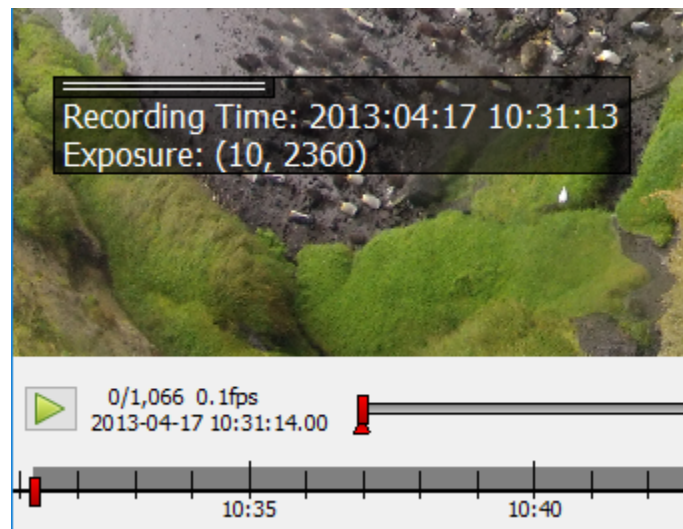 Recording Time: 2013:04:17 10:31:13
Exposure: (10, 2360)
0/1,066 0.1fps
2013-04-17 10:31:14.00
10:35 10:40